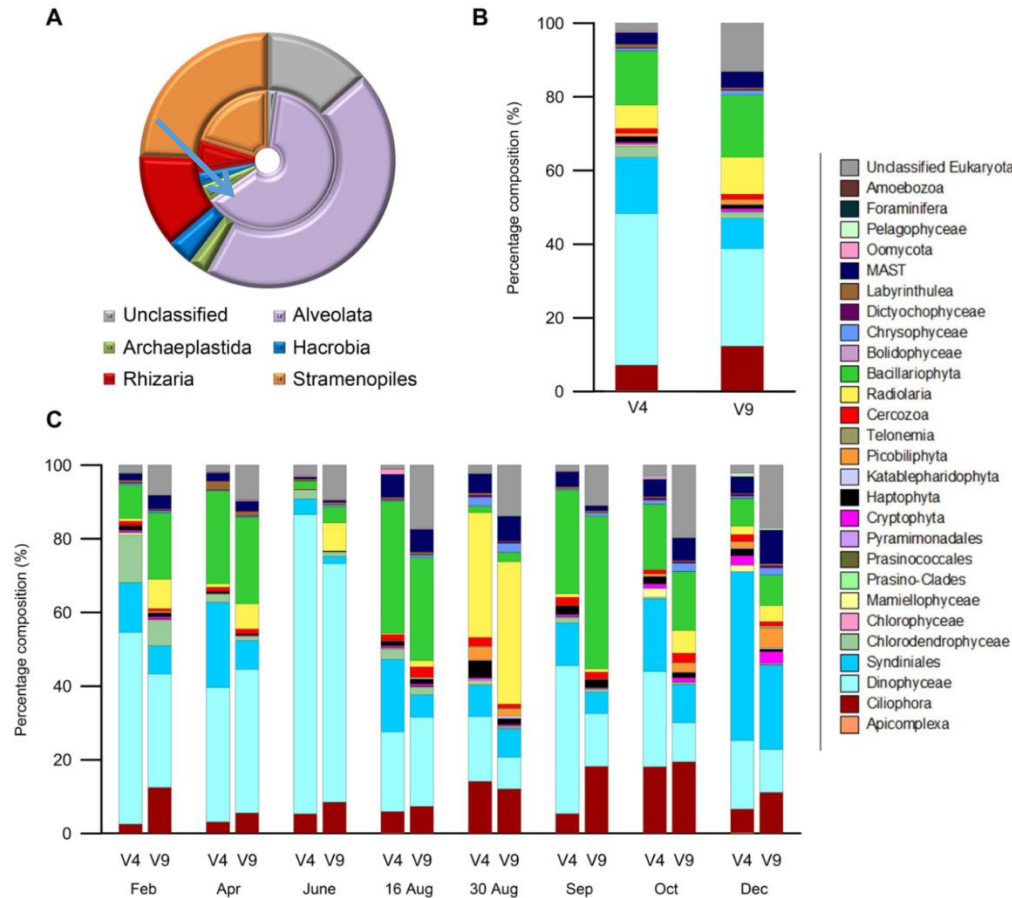 A
Unclassified
Alveolata
Archaeplastida
Hacrobia
Rhizaria
Stramenopiles
B
Percentage composition (%)
100
80
60
40
20
0
V4
V9
Unclassified Eukaryota
Amoebozoa
Foraminifera
Pelagophyceae
Oomycota
MAST
Labyrinthulea
Dictyochophyceae
Chrysophyceae
Bolidophyceae
Bacillariophyta
Radiolaria
Cercozoa
Telonemia
Picobiliphyta
Katablepharidophyta
Haptophyta
Cryptophyta
Pyramimonadales
Prasinococcales
Prasino-Clades
Mamiellophyceae
Chlorophyceae
Chlorodendrophyceae
Syndiniales
Dinophyceae
Ciliophora
Apicomplexa
C
Percentage composition (%)
100
80
60
40
20
0
V4 V9 V4 V9 V4 V9 V4 V9 V4 V9 V4 V9 V4 V9 V4 V9
Feb Apr June 16 Aug 30 Aug Sep Oct Dec